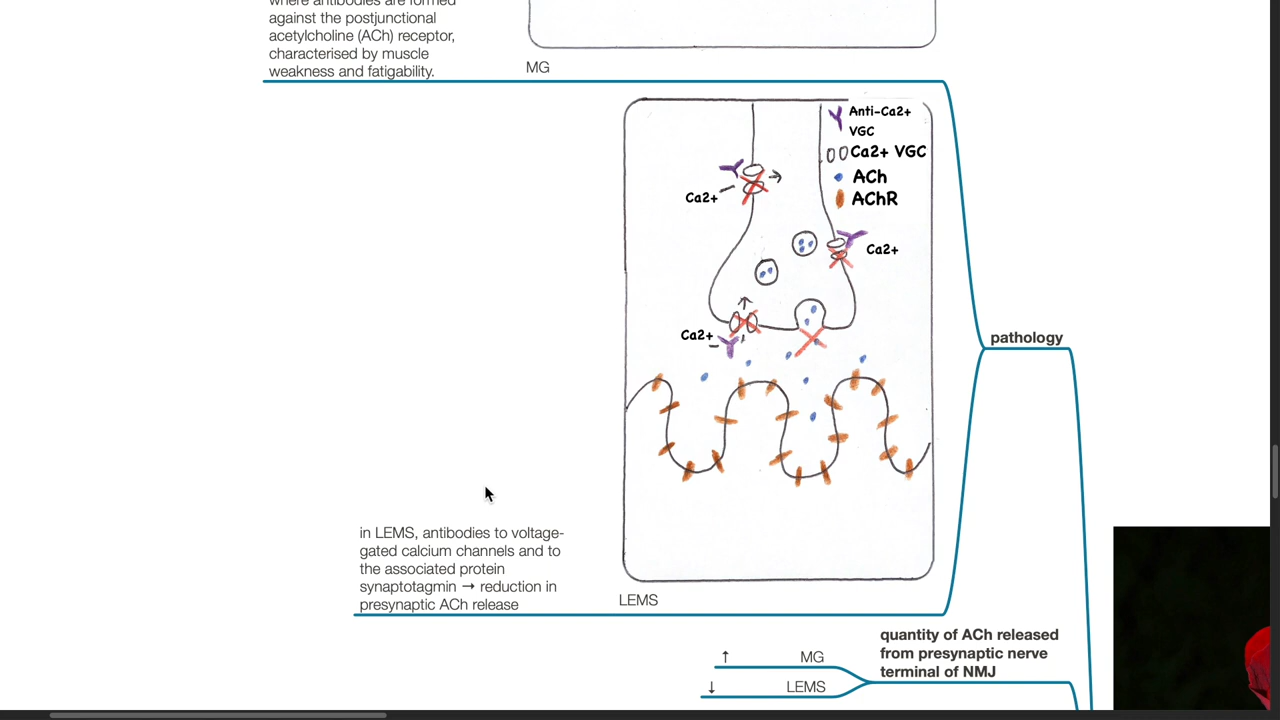 where antibodies are formed
against the postjunctional
acetylcholine (ACh) receptor,
characterised by muscle
weakness and fatigability.
MG
Anti-Ca2+
VGC
Ca2+ VGC
ACh
AChR
Ca2+
Ca2+
Ca2+
pathology
in LEMS, antibodies to voltage-
gated calcium channels and to
the associated protein
synaptotagmin → reduction in
presynaptic ACh release
LEMS
quantity of ACh released
from presynaptic nerve
terminal of NMJ
↑ MG
↓ LEMS